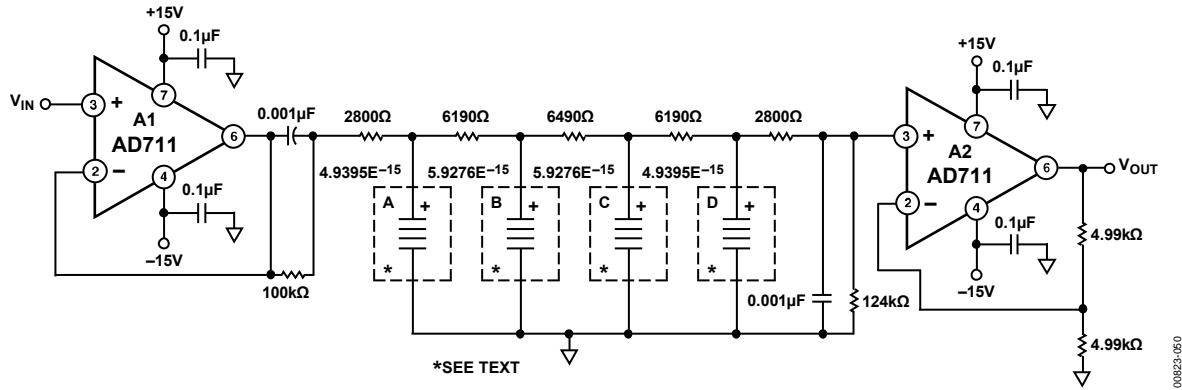 +15V
0.1µF
VIN
3
+
7
A1
AD711
6
2
–
4
0.1µF
–15V
0.001µF
100kΩ
2800Ω
6190Ω
6490Ω
6190Ω
2800Ω
4.9395E–15
5.9276E–15
5.9276E–15
4.9395E–15
A
+
*
B
+
*
C
+
*
D
+
*
0.001µF
124kΩ
*SEE TEXT
+15V
0.1µF
3
+
7
A2
AD711
6
VOUT
2
–
4
0.1µF
–15V
4.99kΩ
4.99kΩ
00823-050